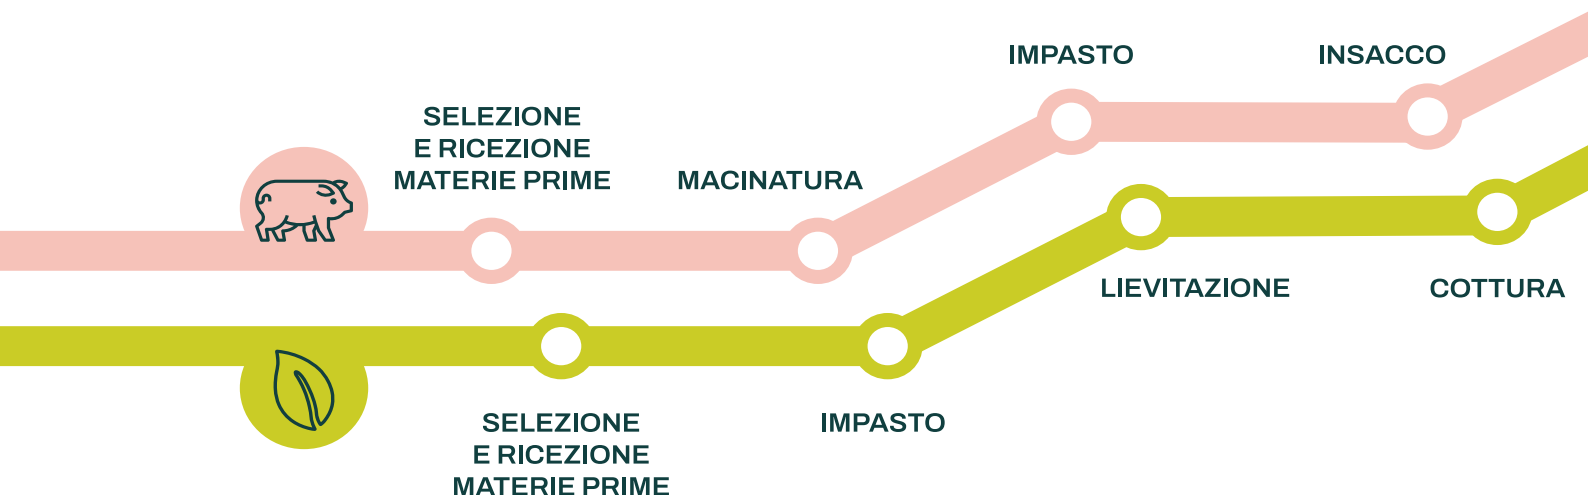 SELEZIONE
E RICEZIONE
MATERIE PRIME
MACINATURA
IMPASTO
INSACCO
SELEZIONE
E RICEZIONE
MATERIE PRIME
IMPASTO
LIEVITAZIONE
COTTURA